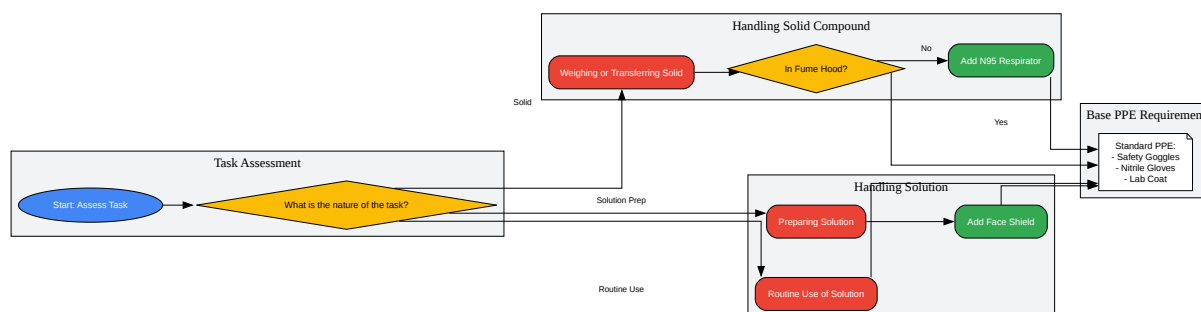 Handling Solid Compound
No
In Fume Hood?
Add N95 Respirator
Weighing or Transferring Solid
Solid
Yes
Base PPE Requiremen
Standard PPE:
- Safety Goggles
- Nitrile Gloves
- Lab Coat
Task Assessment
Start: Assess Task
What is the nature of the task?
Solution Prep
Handling Solution
Preparing Solution
Add Face Shield
Routine Use
Routine Use of Solution